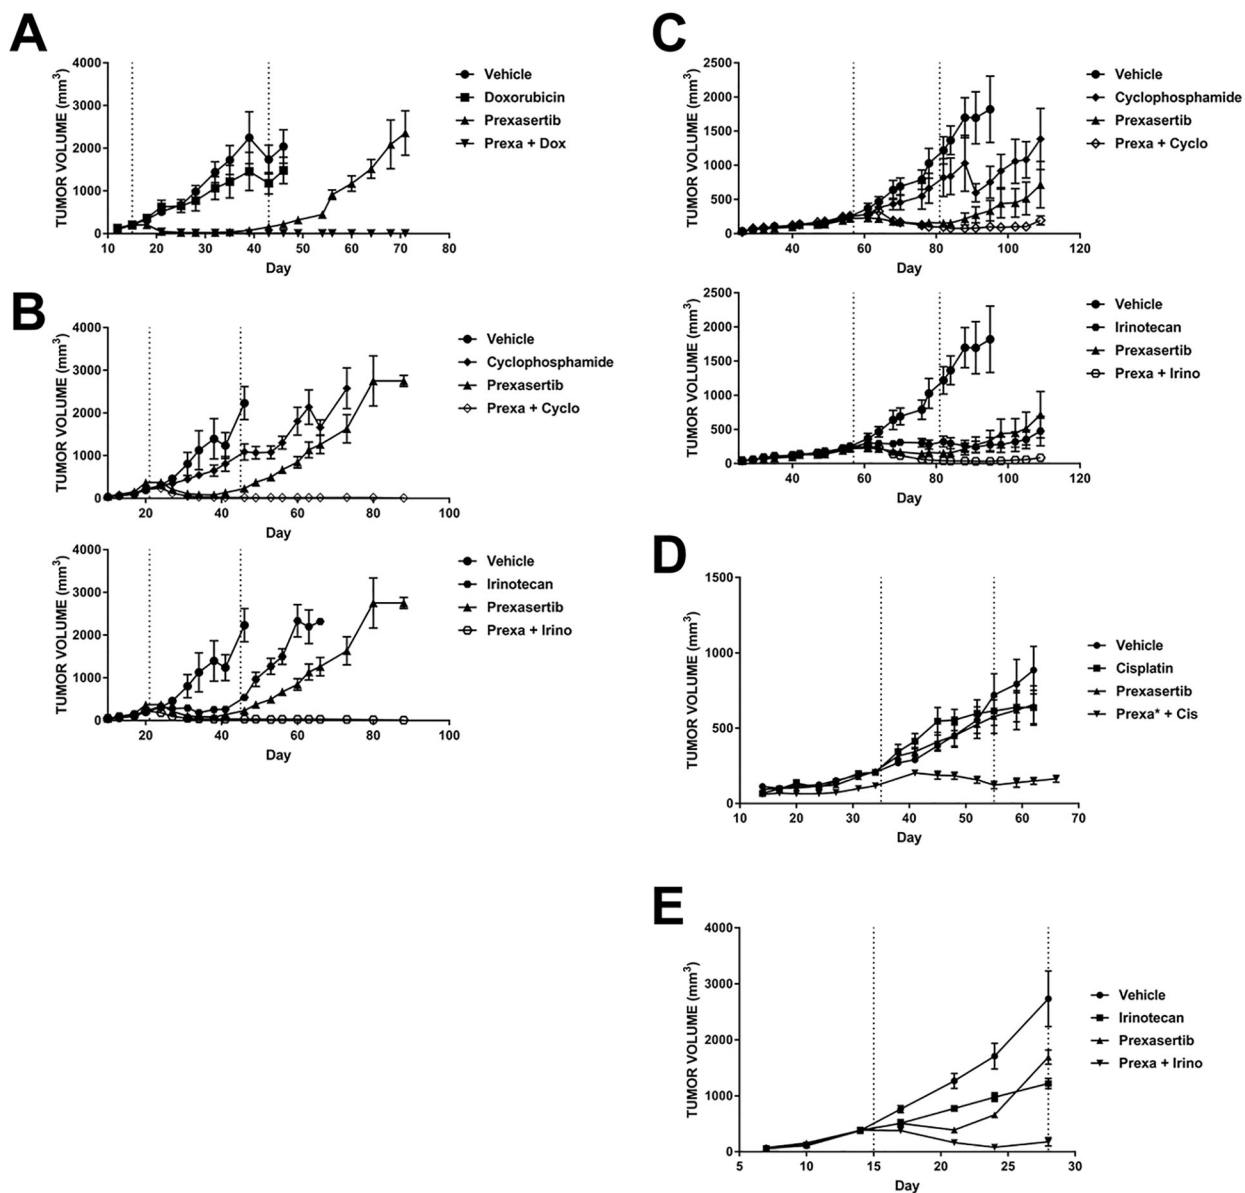 A
TUMOR VOLUME (mm³)
4000
3000
2000
1000
0
10 20 30 40 50 60 70 80
Day
Vehicle
Doxorubicin
Prexasertib
Prexa + Dox
B
TUMOR VOLUME (mm³)
4000
3000
2000
1000
0
20 40 60 80 100
Day
Vehicle
Cyclophosphamide
Prexasertib
Prexa + Cyclo
TUMOR VOLUME (mm³)
4000
3000
2000
1000
0
20 40 60 80 100
Day
Vehicle
Irinotecan
Prexasertib
Prexa + Irino
C
TUMOR VOLUME (mm³)
2500
2000
1500
1000
500
0
40 60 80 100 120
Day
Vehicle
Cyclophosphamide
Prexasertib
Prexa + Cyclo
TUMOR VOLUME (mm³)
2500
2000
1500
1000
500
0
40 60 80 100 120
Day
Vehicle
Irinotecan
Prexasertib
Prexa + Irino
D
TUMOR VOLUME (mm³)
1500
1000
500
0
10 20 30 40 50 60 70
Day
Vehicle
Cisplatin
Prexasertib
Prexa* + Cis
E
TUMOR VOLUME (mm³)
4000
3000
2000
1000
0
5 10 15 20 25 30
Day
Vehicle
Irinotecan
Prexasertib
Prexa + Irino